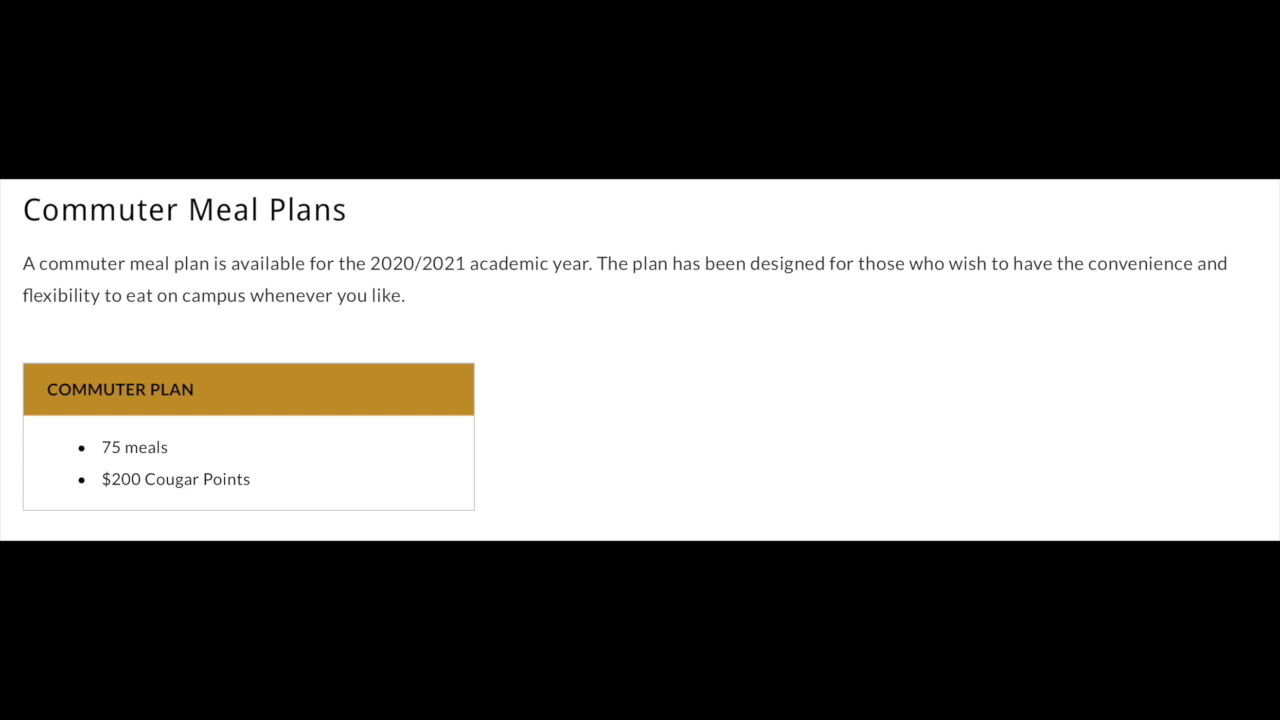 Commuter Meal Plans
A commuter meal plan is available for the 2020/2021 academic year. The plan has been designed for those who wish to have the convenience and
flexibility to eat on campus whenever you like.
COMMUTER PLAN
• 75 meals
• $200 Cougar Points